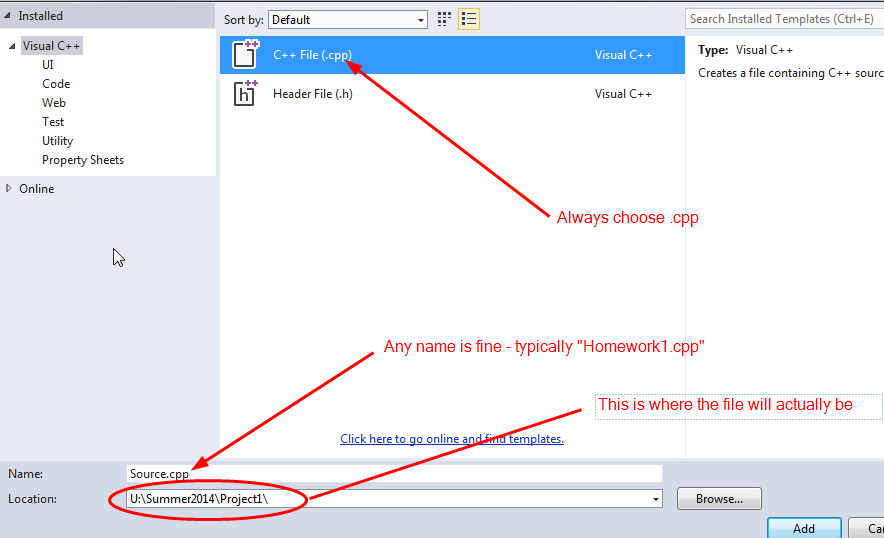 Installed
Sort by: Default
Search Installed Templates (Ctrl+E)
Visual C++
UI
Code
Web
Test
Utility
Property Sheets
Online
C++ File (.cpp) Visual C++
Header File (.h) Visual C++
Type: Visual C++
Creates a file containing C++ sourc
Always choose .cpp
Any name is fine - typically "Homework1.cpp"
This is where the file will actually be
Click here to go online and find templates.
Name: Source.cpp
Location: U:\Summer2014\Project1\
Browse...
Add
Can